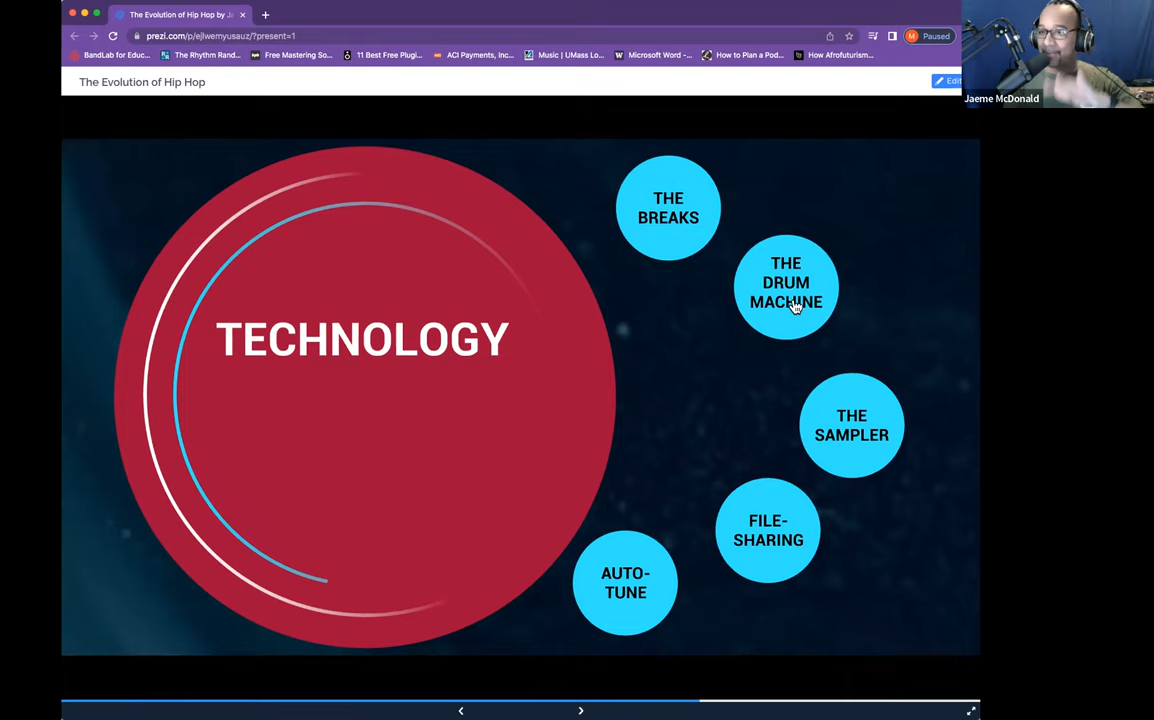 The Evolution of Hip Hop by Ja
prezi.com/p/ejlwemyusauz/?present=1
M Paused
BandLab for Educ...
The Rhythm Rand...
Free Mastering So...
11 Best Free Plugi...
ACI Payments, Inc...
Music | UMass Lo...
Microsoft Word -...
How to Plan a Pod...
How Afrofuturism...
The Evolution of Hip Hop
Edit
Jaeme McDonald
TECHNOLOGY
THE
BREAKS
THE
DRUM
MACHINE
THE
SAMPLER
FILE-
SHARING
AUTO-
TUNE